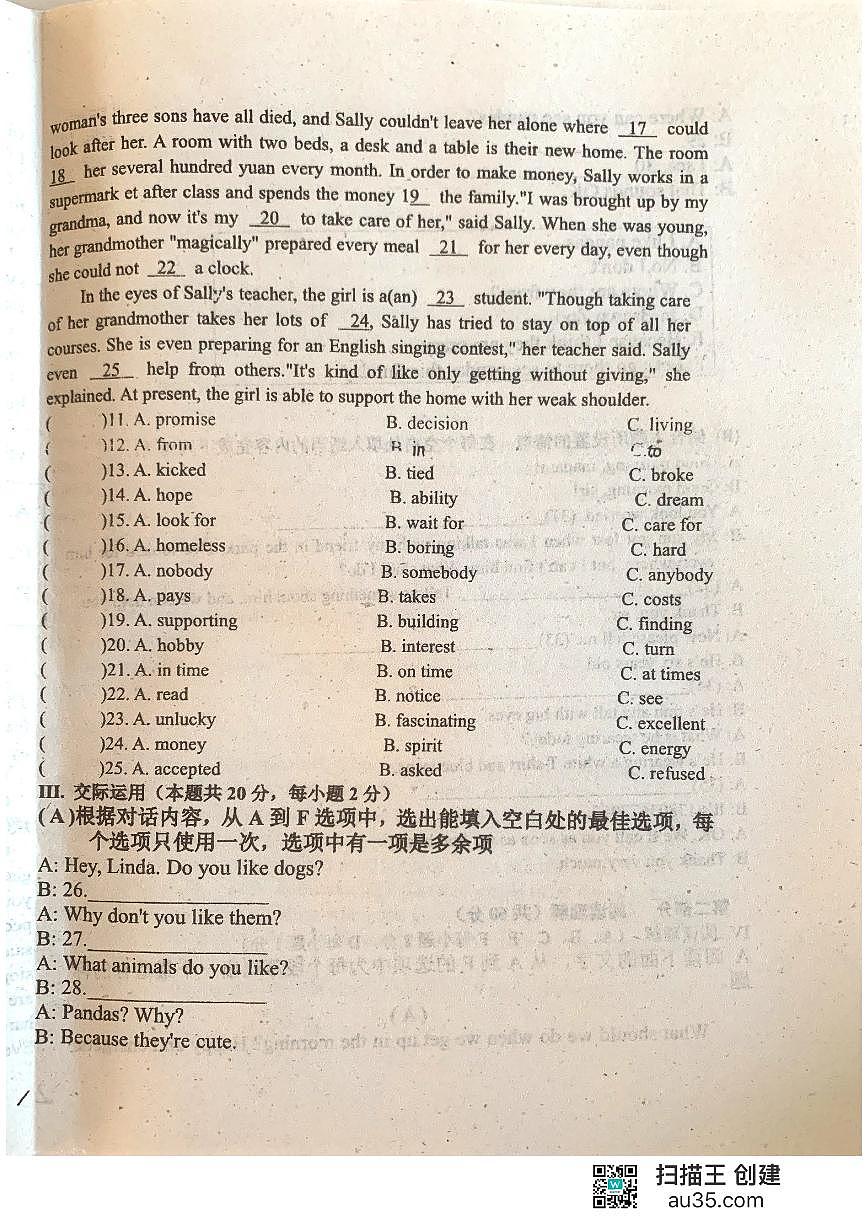 woman's three sons have all died, and Sally couldn't leave her alone where 17 could
look after her. A room with two beds, a desk and a table is their new home. The room
18 her several hundred yuan every month. In order to make money, Sally works in a
supermark et after class and spends the money 19 the family."I was brought up by my
grandma, and now it's my 20 to take care of her," said Sally. When she was young,
her grandmother "magically" prepared every meal 21 for her every day, even though
she could not 22 a clock.
In the eyes of Sally's teacher, the girl is a(an) 23 student. "Though taking care
of her grandmother takes her lots of 24, Sally has tried to stay on top of all her
courses. She is even preparing for an English singing contest," her teacher said. Sally
even 25 help from others."It's kind of like only getting without giving," she
explained. At present, the girl is able to support the home with her weak shoulder.
( )11. A. promise B. decision C. living
( )12. A. from B. in C. to
( )13. A. kicked B. tied C. broke
( )14. A. hope B. ability C. dream
( )15. A. look for B. wait for C. care for
( )16. A. homeless B. boring C. hard
( )17. A. nobody B. somebody C. anybody
( )18. A. pays B. takes C. costs
( )19. A. supporting B. building C. finding
( )20. A. hobby B. interest C. turn
( )21. A. in time B. on time C. at times
( )22. A. read B. notice C. see
( )23. A. unlucky B. fascinating C. excellent
( )24. A. money B. spirit C. energy
( )25. A. accepted B. asked C. refused
III. 交际运用（本题共 20 分，每小题 2 分）
(A)根据对话内容，从 A 到 F 选项中，选出能填入空白处的最佳选项，每
个选项只使用一次，选项中有一项是多余项
A: Hey, Linda. Do you like dogs?
B: 26.
A: Why don't you like them?
B: 27.
A: What animals do you like?
B: 28.
A: Pandas? Why?
B: Because they're cute.
扫描王 创建
au35.com